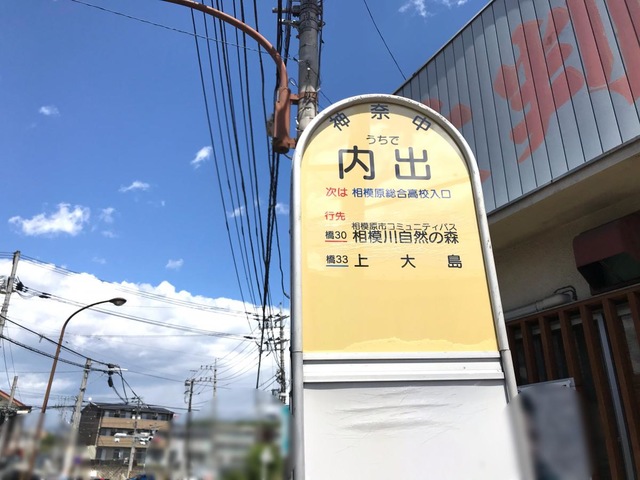 神奈中
うちで
内出
次は 相模原総合高校入口
行先
相模原市コミュニティバス
橋30 相模川自然の森
橋33 上大島